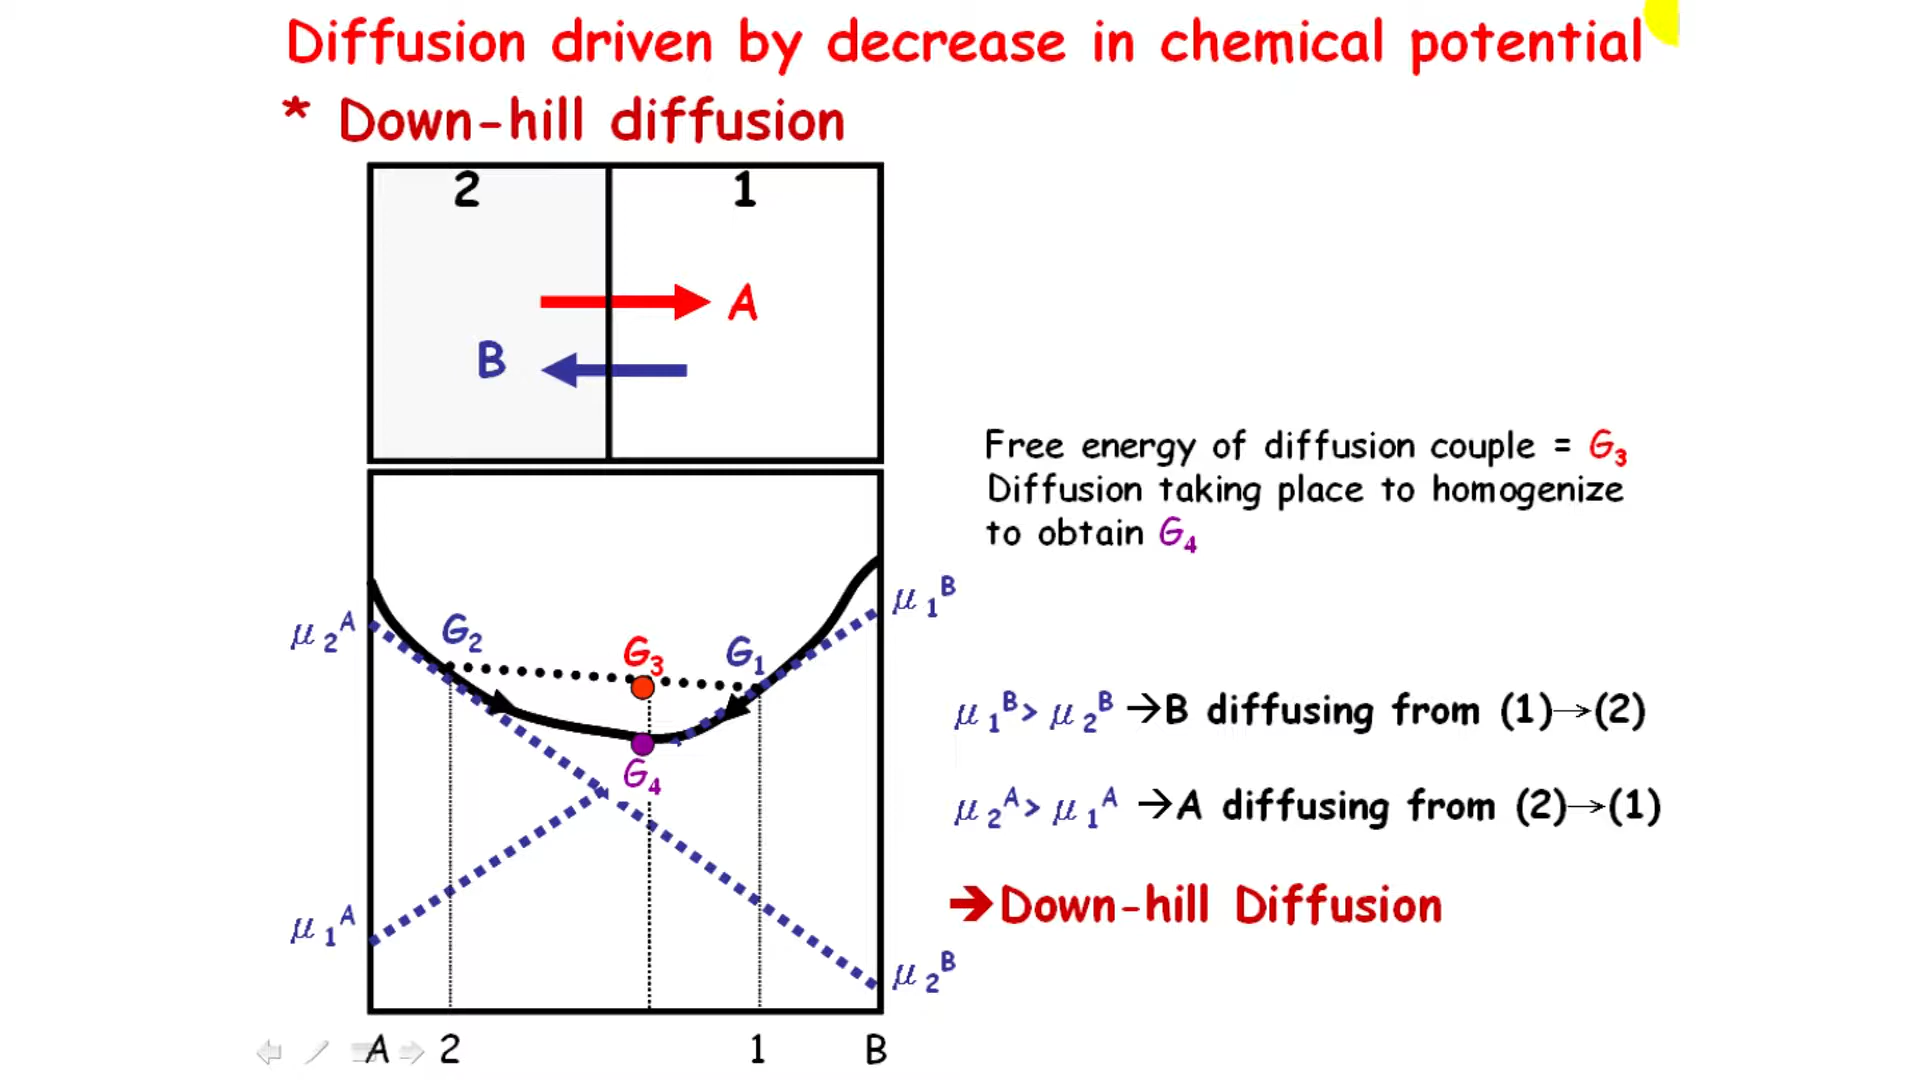 Diffusion driven by decrease in chemical potential
* Down-hill diffusion
2 1
A
B
Free energy of diffusion couple = G₃
Diffusion taking place to homogenize
to obtain G₄
μ₁ᴮ
μ₂ᴬ G₂ G₃ G₁
μ₁ᴮ> μ₂ᴮ →B diffusing from (1)→(2)
G₄
μ₂ᴬ> μ₁ᴬ →A diffusing from (2)→(1)
➔Down-hill Diffusion
μ₁ᴬ
μ₂ᴮ
A 2 1 B